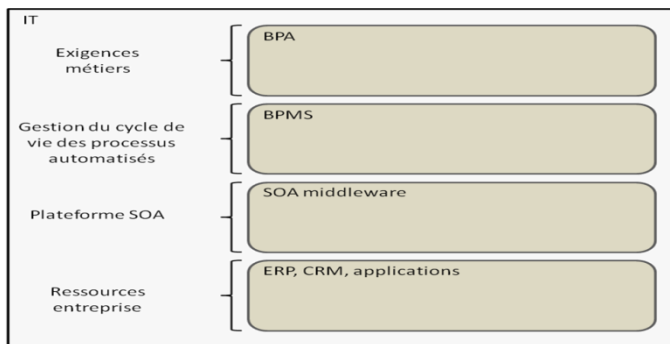 IT
Exigences
métiers
BPA
Gestion du cycle de
vie des processus
automatisés
BPMS
Plateforme SOA
SOA middleware
Ressources
entreprise
ERP, CRM, applications